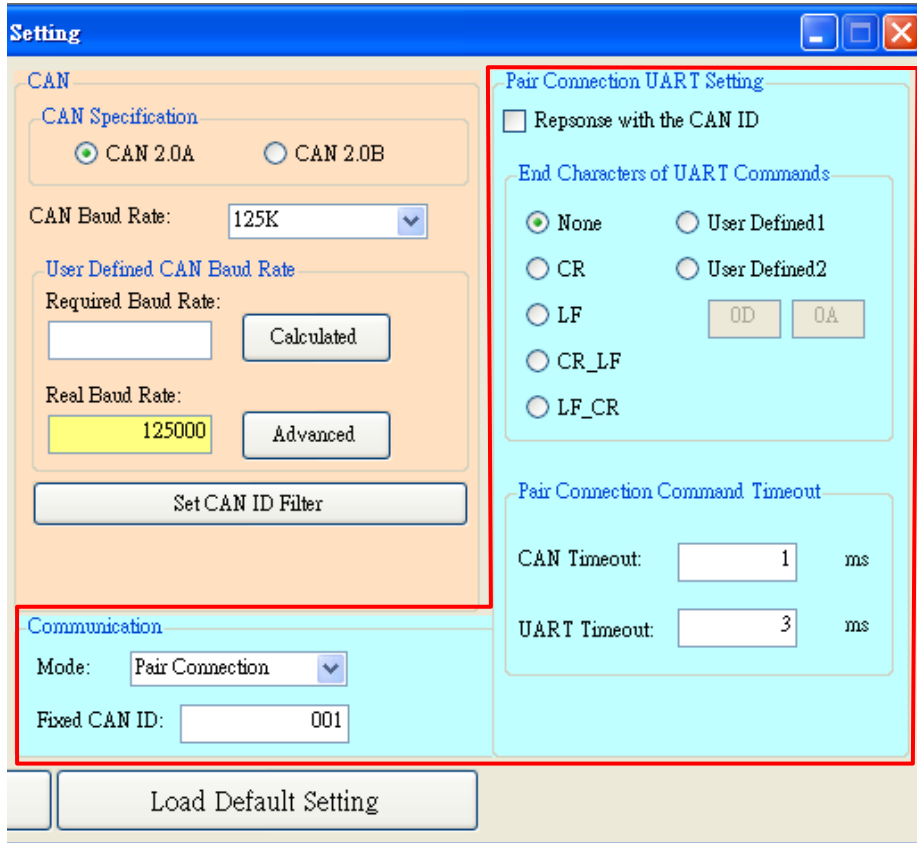 Setting
CAN
CAN Specification
CAN 2.0A
CAN 2.0B
CAN Baud Rate:
125K
User Defined CAN Baud Rate
Required Baud Rate:
Calculated
Real Baud Rate:
125000
Advanced
Set CAN ID Filter
Communication
Mode:
Pair Connection
Fixed CAN ID:
001
Pair Connection UART Setting
Repsonse with the CAN ID
End Characters of UART Commands
None
User Defined1
CR
User Defined2
LF
0D
0A
CR_LF
LF_CR
Pair Connection Command Timeout
CAN Timeout:
1
ms
UART Timeout:
3
ms
Load Default Setting